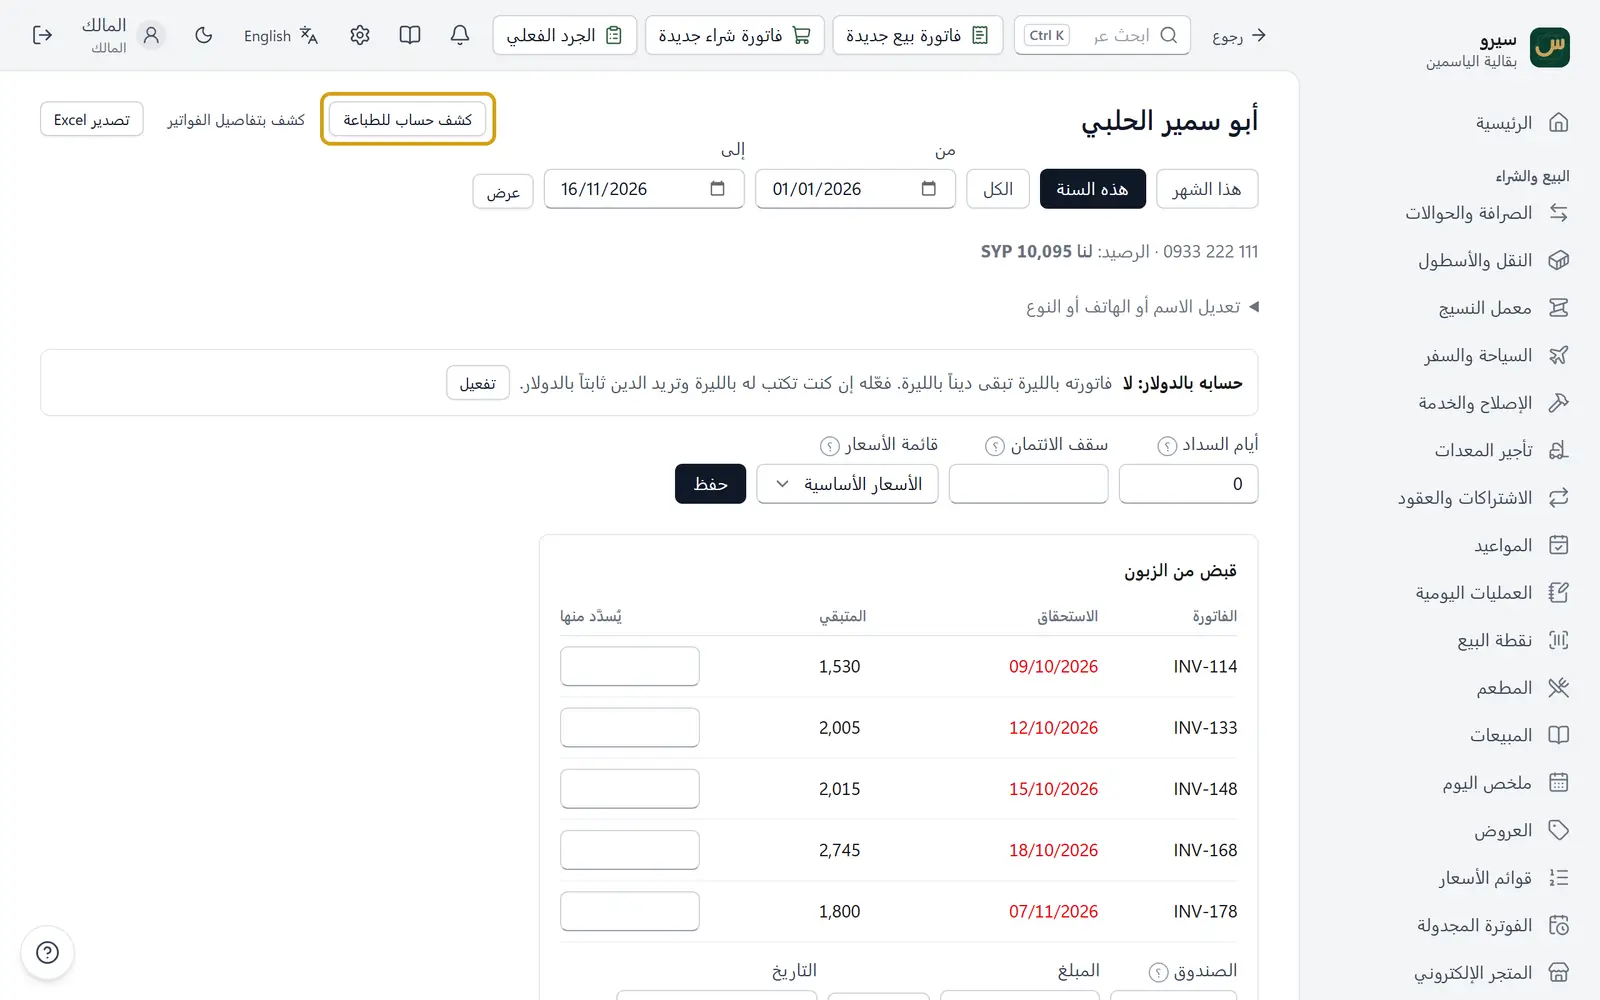 س
سيرو
بقالية الياسمين
رجوع
ابحث عر
Ctrl K
فاتورة بيع جديدة
فاتورة شراء جديدة
الجرد الفعلي
English
المالك
المالك
الرئيسية
البيع والشراء
الصرافة والحوالات
النقل والأسطول
معمل النسيج
السياحة والسفر
الإصلاح والخدمة
تأجير المعدات
الاشتراكات والعقود
المواعيد
العمليات اليومية
نقطة البيع
المطعم
المبيعات
ملخص اليوم
العروض
قوائم الأسعار
الفوترة المجدولة
المتجر الإلكتروني
أبو سمير الحلبي
كشف حساب للطباعة
كشف بتفاصيل الفواتير
تصدير Excel
من
إلى
هذا الشهر
هذه السنة
الكل
01/01/2026
16/11/2026
عرض
0933 222 111 · الرصيد: لنا 10,095 SYP
تعديل الاسم أو الهاتف أو النوع
حسابه بالدولار: لا فاتورته بالليرة تبقى ديناً بالليرة. فعّله إن كنت تكتب له بالليرة وتريد الدين ثابتاً بالدولار. تفعيل
أيام السداد ؟
سقف الائتمان ؟
قائمة الأسعار ؟
0
الأسعار الأساسية
حفظ
قبض من الزبون
الفاتورة الاستحقاق المتبقي يُسدَّد منها
INV-114 09/10/2026 1,530
INV-133 12/10/2026 2,005
INV-148 15/10/2026 2,015
INV-168 18/10/2026 2,745
INV-178 07/11/2026 1,800
الصندوق ؟
المبلغ
التاريخ